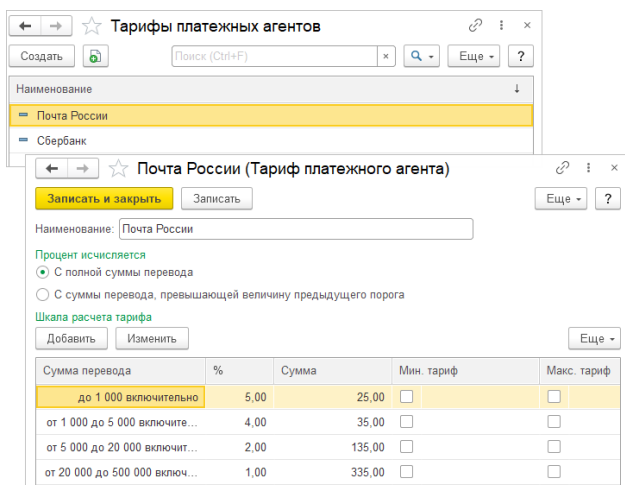 Тарифы платежных агентов
Создать Поиск (Ctrl+F) × Еще ?
Наименование ↓
Почта России
Сбербанк
Почта России (Тариф платежного агента)
Записать и закрыть Записать Еще ?
Наименование: Почта России
Процент исчисляется
С полной суммы перевода
С суммы перевода, превышающей величину предыдущего порога
Шкала расчета тарифа
Добавить Изменить Еще
Сумма перевода % Сумма Мин. тариф Макс. тариф
до 1 000 включительно 5,00 25,00
от 1 000 до 5 000 включите... 4,00 35,00
от 5 000 до 20 000 включит... 2,00 135,00
от 20 000 до 500 000 включ... 1,00 335,00